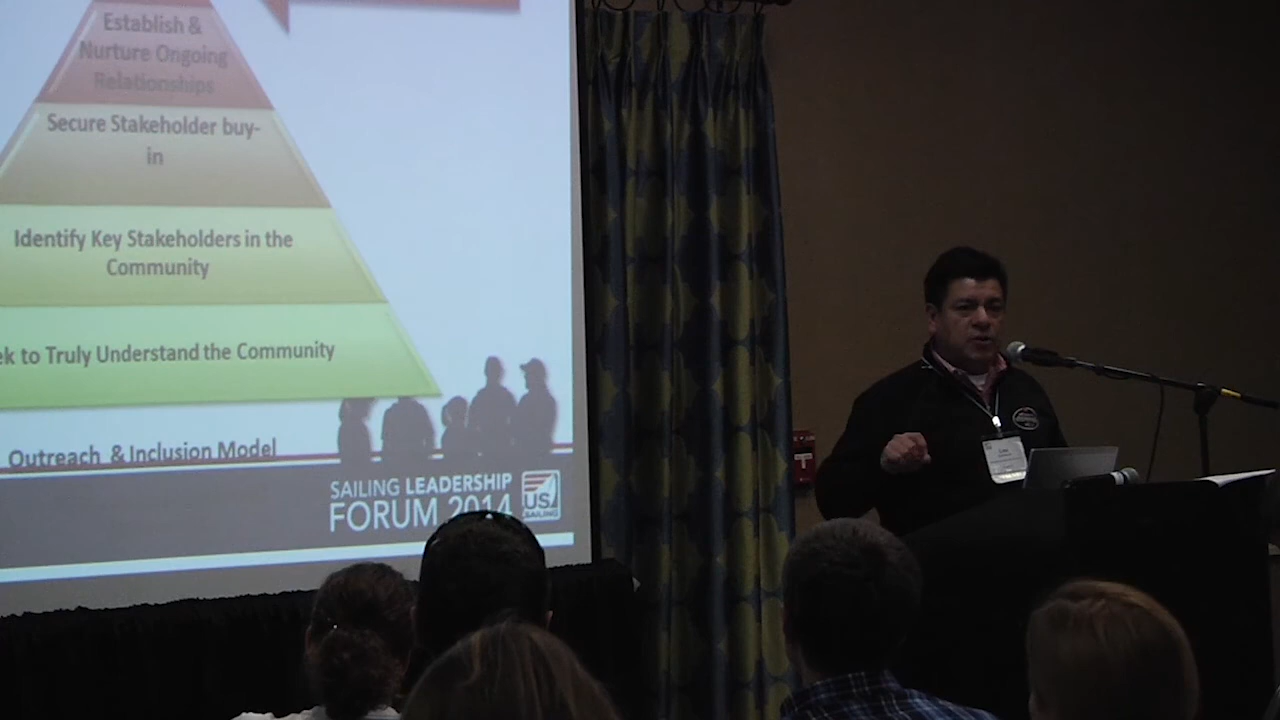 Establish &
Nurture Ongoing
Relationships
Secure Stakeholder buy-
in
Identify Key Stakeholders in the
Community
ek to Truly Understand the Community
Outreach & Inclusion Model
SAILING LEADERSHIP
FORUM 2014
US
SAILING